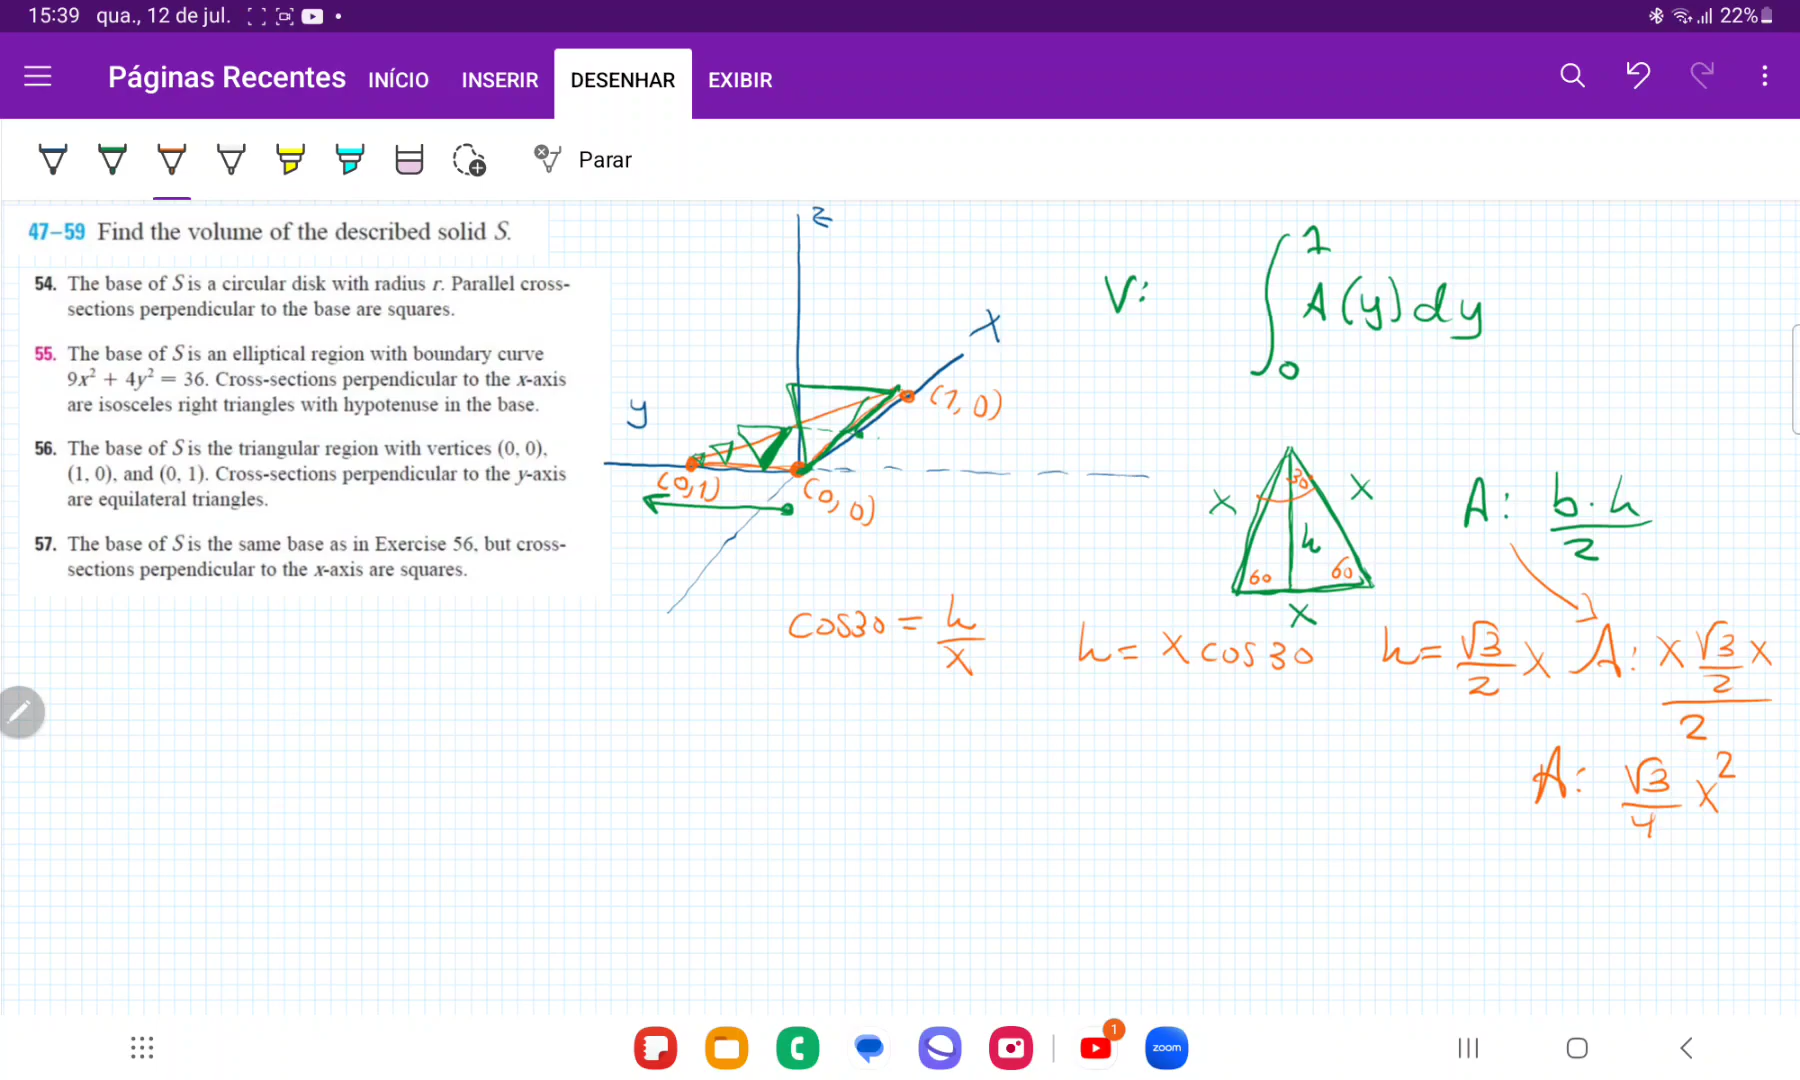 15:39 qua., 12 de jul.
22%
Páginas Recentes INÍCIO INSERIR DESENHAR EXIBIR
Parar
47–59 Find the volume of the described solid S.
54. The base of S is a circular disk with radius r. Parallel cross-
sections perpendicular to the base are squares.
55. The base of S is an elliptical region with boundary curve
9x² + 4y² = 36. Cross-sections perpendicular to the x-axis
are isosceles right triangles with hypotenuse in the base.
56. The base of S is the triangular region with vertices (0, 0),
(1, 0), and (0, 1). Cross-sections perpendicular to the y-axis
are equilateral triangles.
57. The base of S is the same base as in Exercise 56, but cross-
sections perpendicular to the x-axis are squares.
z
x
y
(1, 0)
(0,1)
(0, 0)
V: ∫₀¹ A(y) dy
30
x
x
h
60
60
x
A: b·h/2
cos30 = h/x
h = x cos30
h = √3/2 x
A: (x √3/2 x)/2
A: √3/4 x²
1
zoom